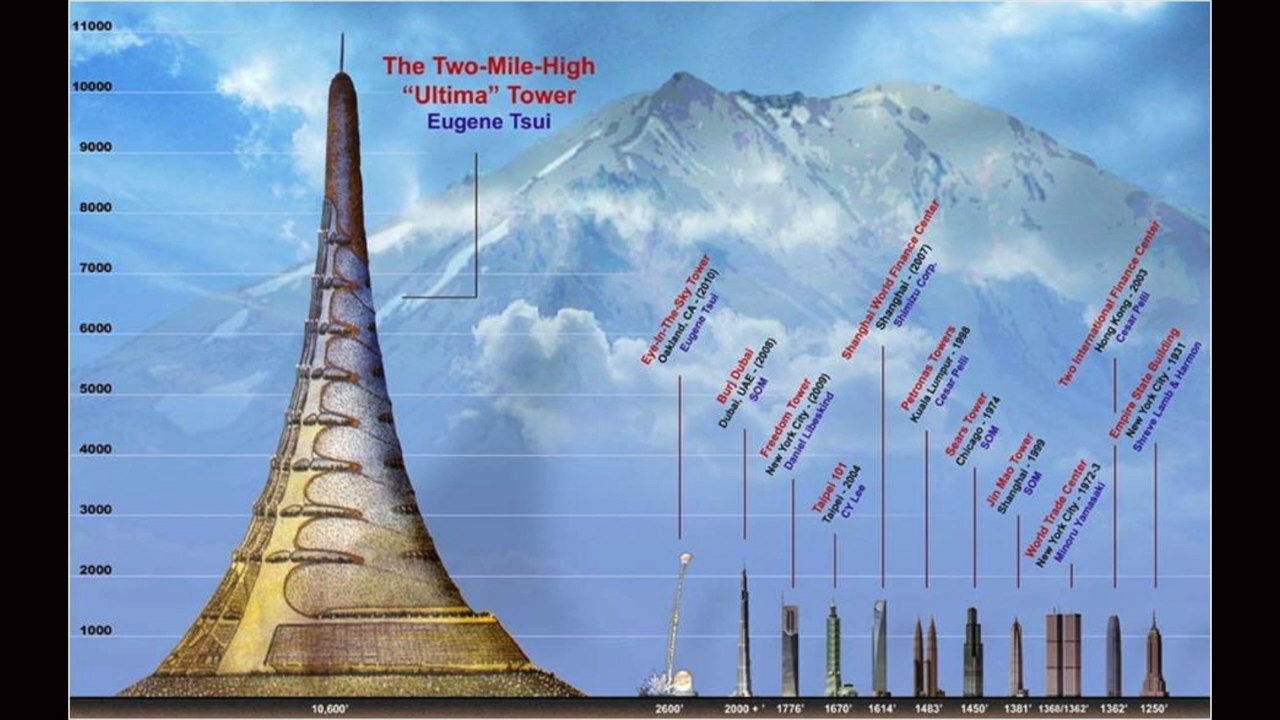 11000
10000
9000
8000
7000
6000
5000
4000
3000
2000
1000
The Two-Mile-High
“Ultima” Tower
Eugene Tsui
Eye-In-The-Sky Tower
Oakland, CA - (2010)
Eugene Tsui
Burj Dubai
Dubai, UAE - (2008)
SOM
Freedom Tower
New York City - (2009)
Daniel Libeskind
Taipei 101
Taipei - 2004
CY Lee
Shanghai World Finance Center
Shanghai - (2007)
Shimizu Corp.
Petronas Towers
Kuala Lumpur - 1998
Cesar Pelli
Sears Tower
Chicago - 1974
SOM
Jin Mao Tower
Shanghai - 1999
SOM
World Trade Center
New York City - 1972-3
Minoru Yamasaki
Two International Finance Center
Hong Kong - 2003
Cesar Pelli
Empire State Building
New York City - 1931
Shreve Lamb & Harmon
10,600'
2600'
2000 + '
1776'
1670'
1614'
1483'
1450'
1381'
1368/1362'
1362'
1250'